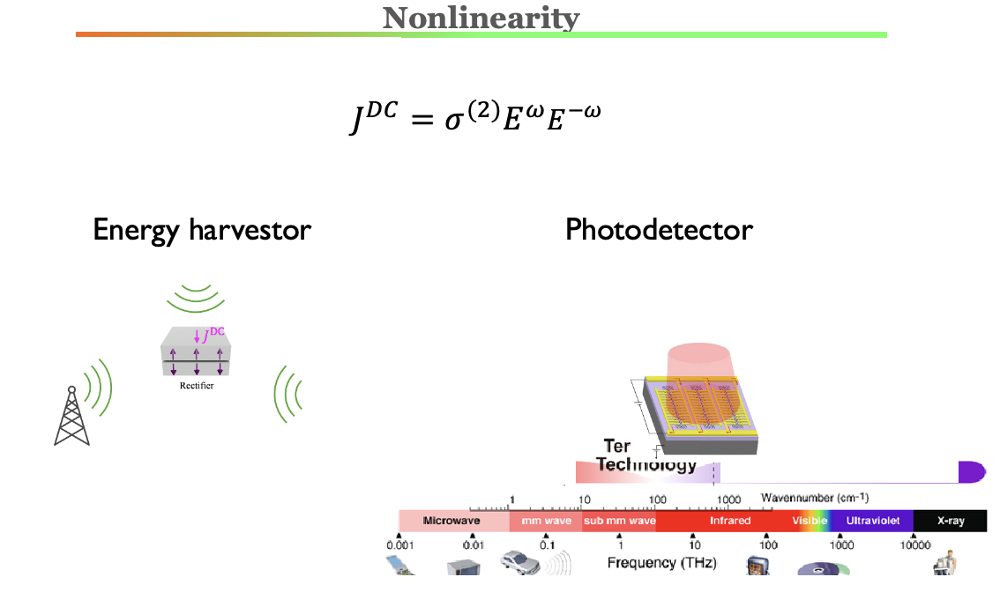 Nonlinearity
J^{DC} = σ^{(2)}E^{ω}E^{-ω}
Energy harvestor
Photodetector
J^{DC}
Rectifier
Ter
Technology
1 10 100 1000 Wavennumber (cm-1)
Microwave mm wave sub mm wave Infrared Visible Ultraviolet X-ray
0.001 0.01 0.1 1 10 100 1000 10000
Frequency (THz)